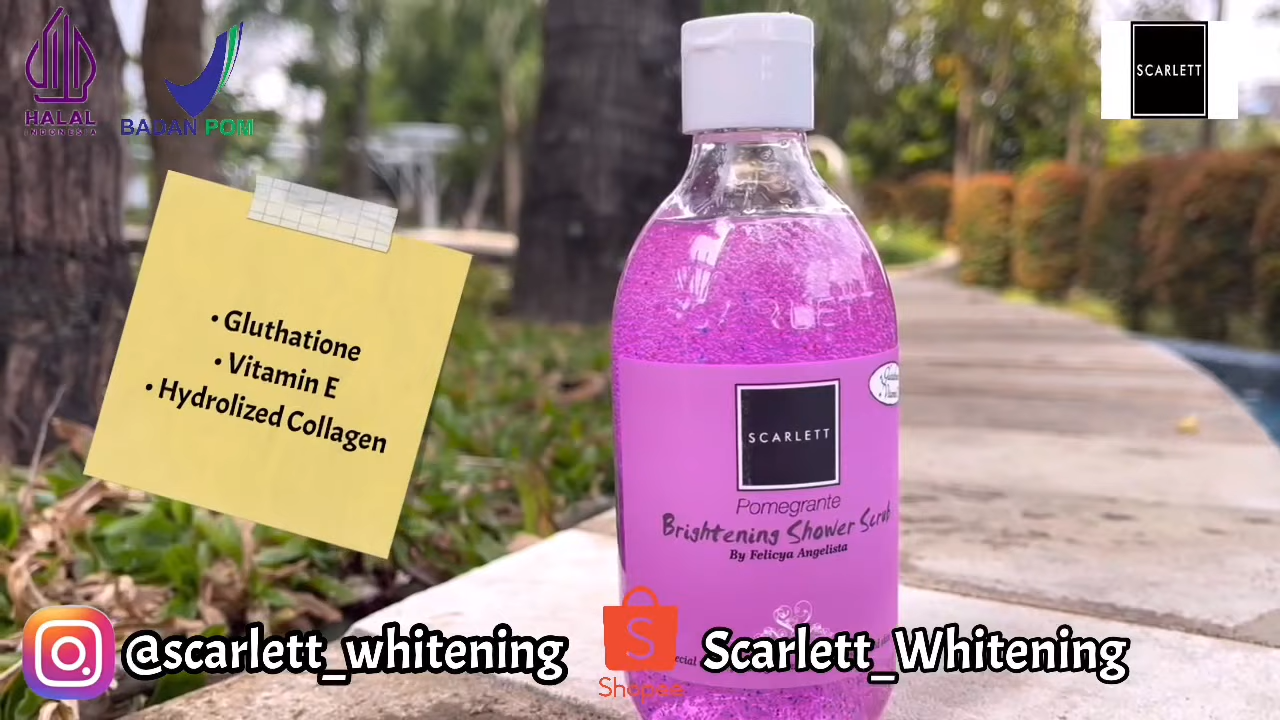 HALAL
INDONESIA
BADAN POM
SCARLETT
• Gluthatione
• Vitamin E
• Hydrolized Collagen
SCARLETT
Pomegrante
Brightening Shower Scrub
By Felicya Angelista
@scarlett_whitening
Shopee
Scarlett_Whitening